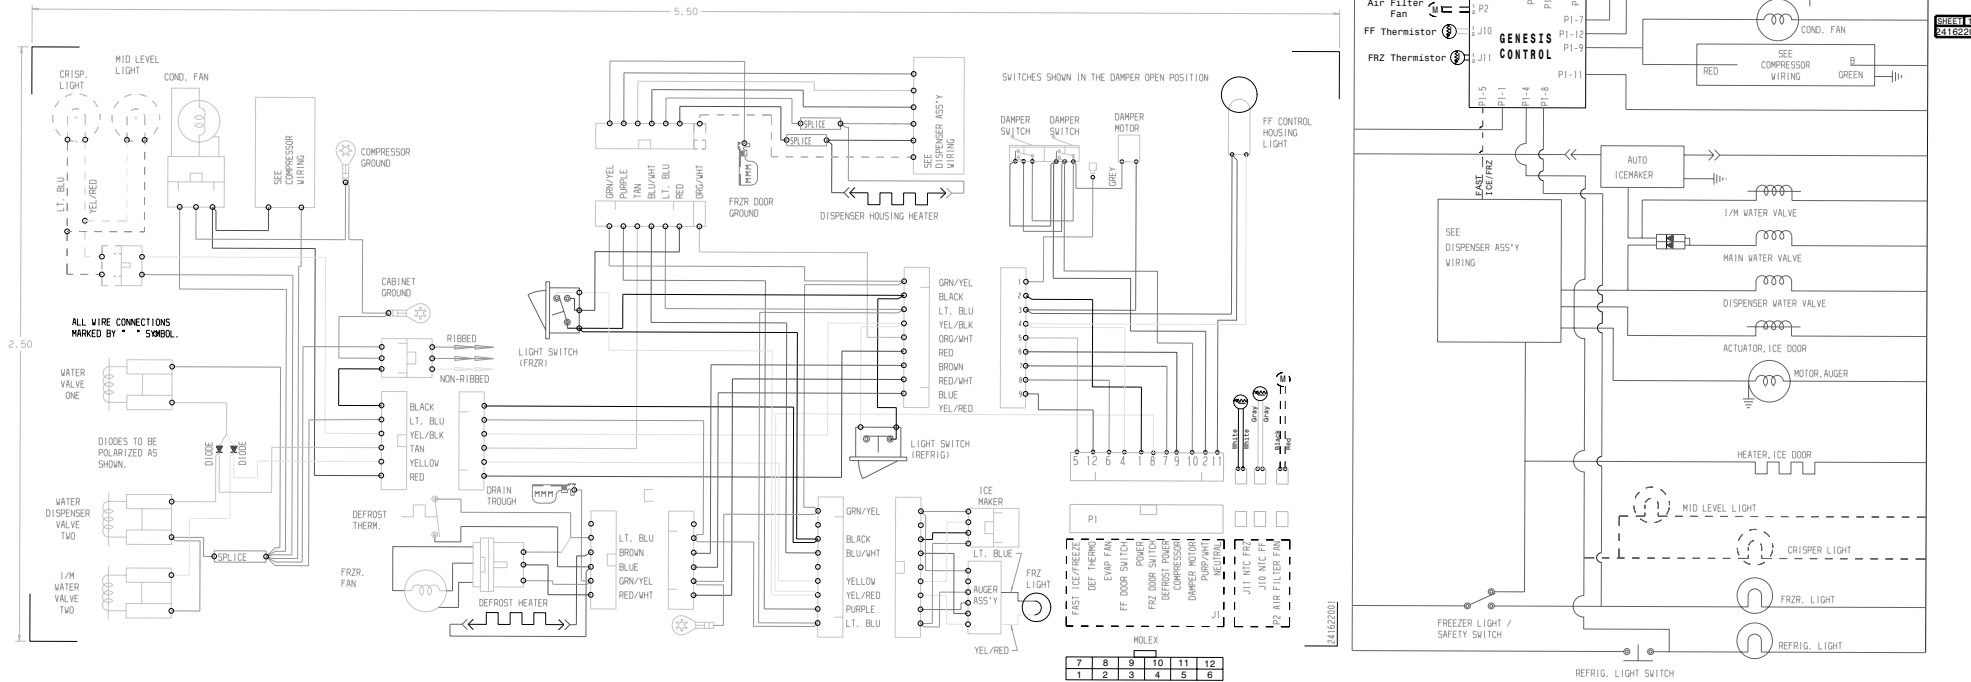 5.50
2.50
CRISP.
LIGHT
MID LEVEL
LIGHT
COND. FAN
SEE
COMPRESSOR
WIRING
COMPRESSOR
GROUND
LT. BLU
YEL/RED
CABINET
GROUND
ALL WIRE CONNECTIONS
MARKED BY " " SYMBOL.
WATER
VALVE
ONE
DIODES TO BE
POLARIZED AS
SHOWN.
DIODE
DIODE
WATER
DISPENSER
VALVE
TWO
I/M
WATER
VALVE
TWO
SPLICE
RIBBED
NON-RIBBED
BLACK
LT. BLU
YEL/BLK
TAN
YELLOW
RED
DEFROST
THERM.
DRAIN
TROUGH
FRZR.
FAN
DEFROST HEATER
LT. BLU
BROWN
BLUE
GRN/YEL
RED/WHT
GRN/YEL
PURPLE
TAN
BLU/WHT
LT. BLU
RED
ORG/WHT
FRZR DOOR
GROUND
SPLICE
SPLICE
SEE
DISPENSER ASS'Y
WIRING
DISPENSER HOUSING HEATER
LIGHT SWITCH
(FRZR)
GRN/YEL
BLACK
LT. BLU
YEL/BLK
ORG/WHT
RED
BROWN
RED/WHT
BLUE
YEL/RED
1
2
3
4
5
6
7
8
9
LIGHT SWITCH
(REFRIG)
GRN/YEL
BLACK
BLU/WHT
YELLOW
YEL/RED
PURPLE
LT. BLU
ICE
MAKER
LT. BLUE
AUGER
ASS'Y
FRZ
LIGHT
YEL/RED
SWITCHES SHOWN IN THE DAMPER OPEN POSITION
DAMPER
SWITCH
DAMPER
SWITCH
DAMPER
MOTOR
GREY
FF CONTROL
HOUSING
LIGHT
5 12 6 4 1 8 7 9 10 2 11
White
White
Gray
Gray
M
Black
Red
P1
FAST ICE/FREEZE
DEF THERMO
EVAP FAN
FF DOOR SWITCH
POWER
FRZ DOOR SWITCH
DEFROST POWER
COMPRESSOR
DAMPER MOTOR
PURP/WHT
NEUTRAL
J1
J11 NTC FRZ
J10 NTC FF
P2 AIR FILTER FAN
241622001
MOLEX
7 8 9 10 11 12
1 2 3 4 5 6
Air Filter
Fan
M
P2
FF Thermistor
J10
FRZ Thermistor
J11
GENESIS
CONTROL
P1-7
P1-12
P1-9
P1-11
P1-5
P1-1
P1-4
P1-8
COND. FAN
SEE
COMPRESSOR
WIRING
RED
GREEN
FAST
ICE/FRZ
AUTO
ICEMAKER
SEE
DISPENSER ASS'Y
WIRING
I/M WATER VALVE
MAIN WATER VALVE
DISPENSER WATER VALVE
ACTUATOR, ICE DOOR
MOTOR, AUGER
HEATER, ICE DOOR
MID LEVEL LIGHT
CRISPER LIGHT
FRZR. LIGHT
FREEZER LIGHT /
SAFETY SWITCH
REFRIG. LIGHT
REFRIG. LIGHT SWITCH
SHEET